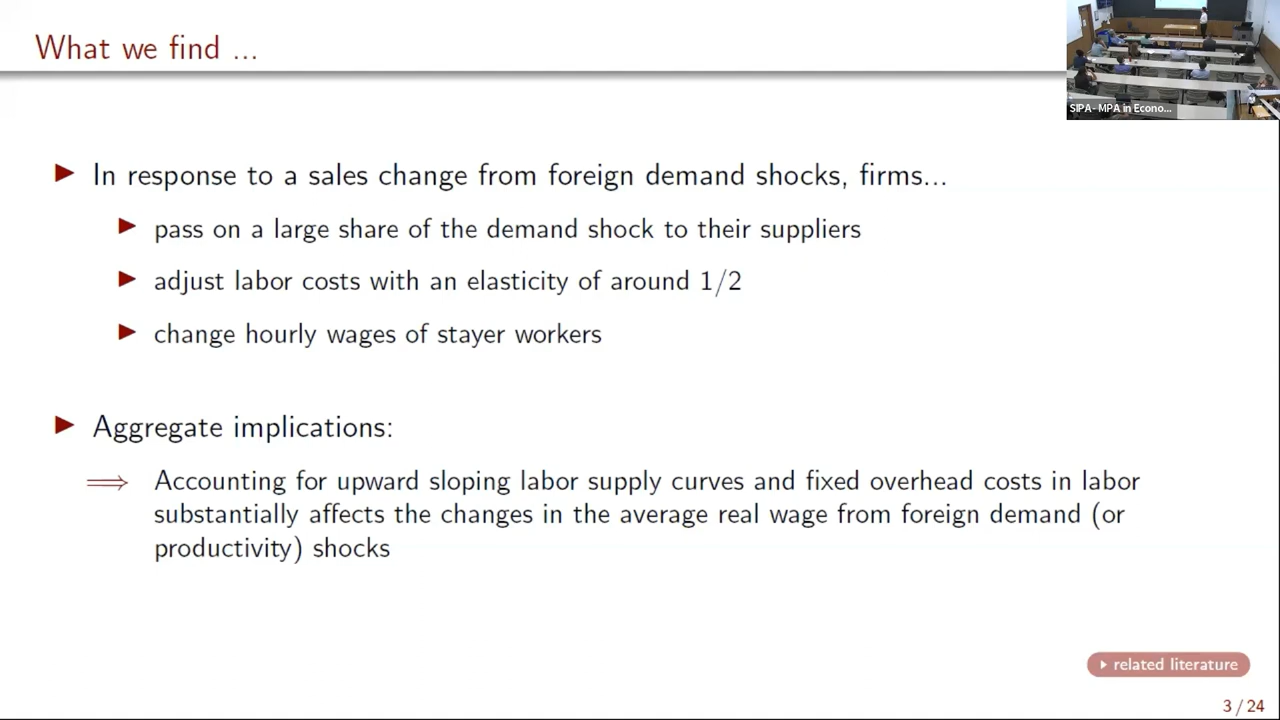 What we find ...
SIPA- MPA in Econo...
► In response to a sales change from foreign demand shocks, firms...
► pass on a large share of the demand shock to their suppliers
► adjust labor costs with an elasticity of around 1/2
► change hourly wages of stayer workers
► Aggregate implications:
⟹ Accounting for upward sloping labor supply curves and fixed overhead costs in labor
substantially affects the changes in the average real wage from foreign demand (or
productivity) shocks
► related literature
3 / 24